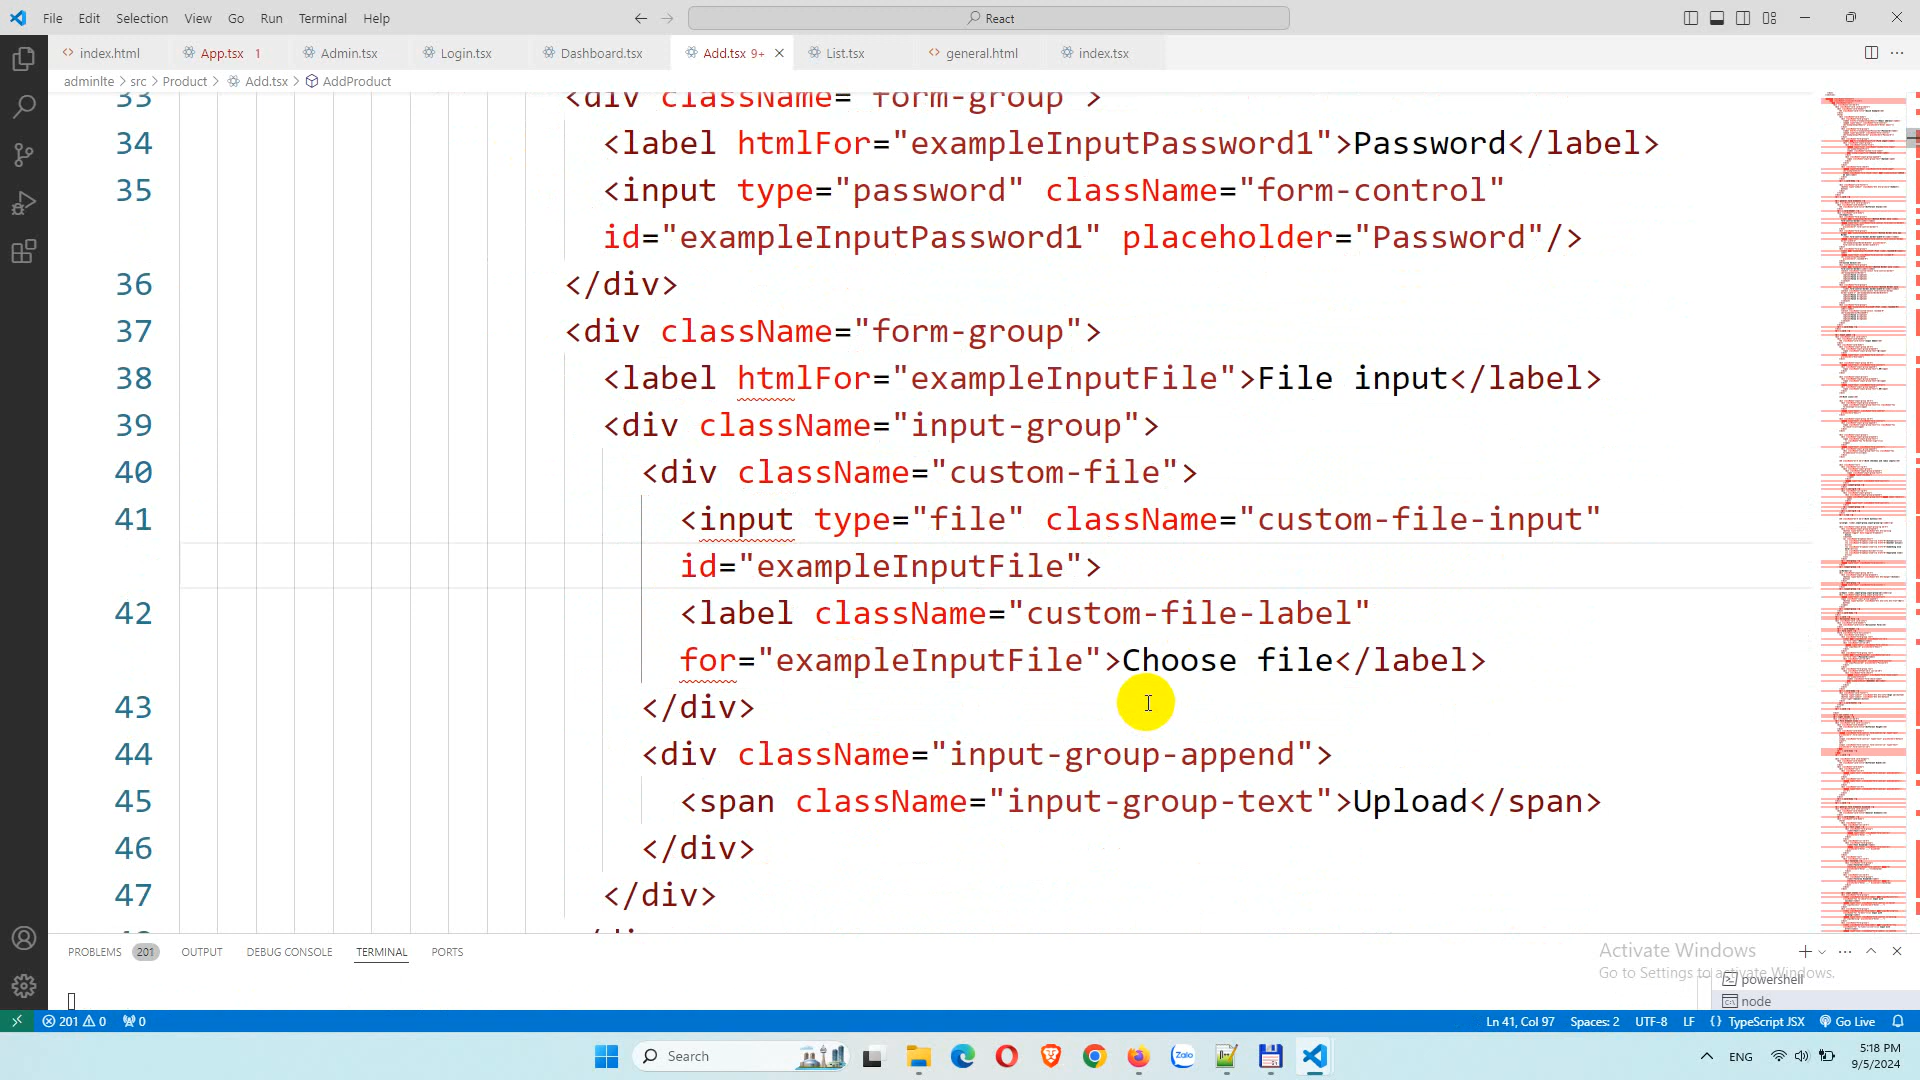 File Edit Selection View Go Run Terminal Help
React
index.html App.tsx 1 Admin.tsx Login.tsx Dashboard.tsx Add.tsx 9+ List.tsx general.html index.tsx
adminlte > src > Product > Add.tsx > AddProduct
33 <div className="form-group">
34 <label htmlFor="exampleInputPassword1">Password</label>
35 <input type="password" className="form-control"
id="exampleInputPassword1" placeholder="Password"/>
36 </div>
37 <div className="form-group">
38 <label htmlFor="exampleInputFile">File input</label>
39 <div className="input-group">
40 <div className="custom-file">
41 <input type="file" className="custom-file-input"
id="exampleInputFile">
42 <label className="custom-file-label"
for="exampleInputFile">Choose file</label>
43 </div>
44 <div className="input-group-append">
45 <span className="input-group-text">Upload</span>
46 </div>
47 </div>
PROBLEMS 201 OUTPUT DEBUG CONSOLE TERMINAL PORTS
Activate Windows
Go to Settings to activate Windows.
powershell
node
201 0 0 Ln 41, Col 97 Spaces: 2 UTF-8 LF TypeScript JSX Go Live
Search
Zalo
ENG
5:18 PM
9/5/2024